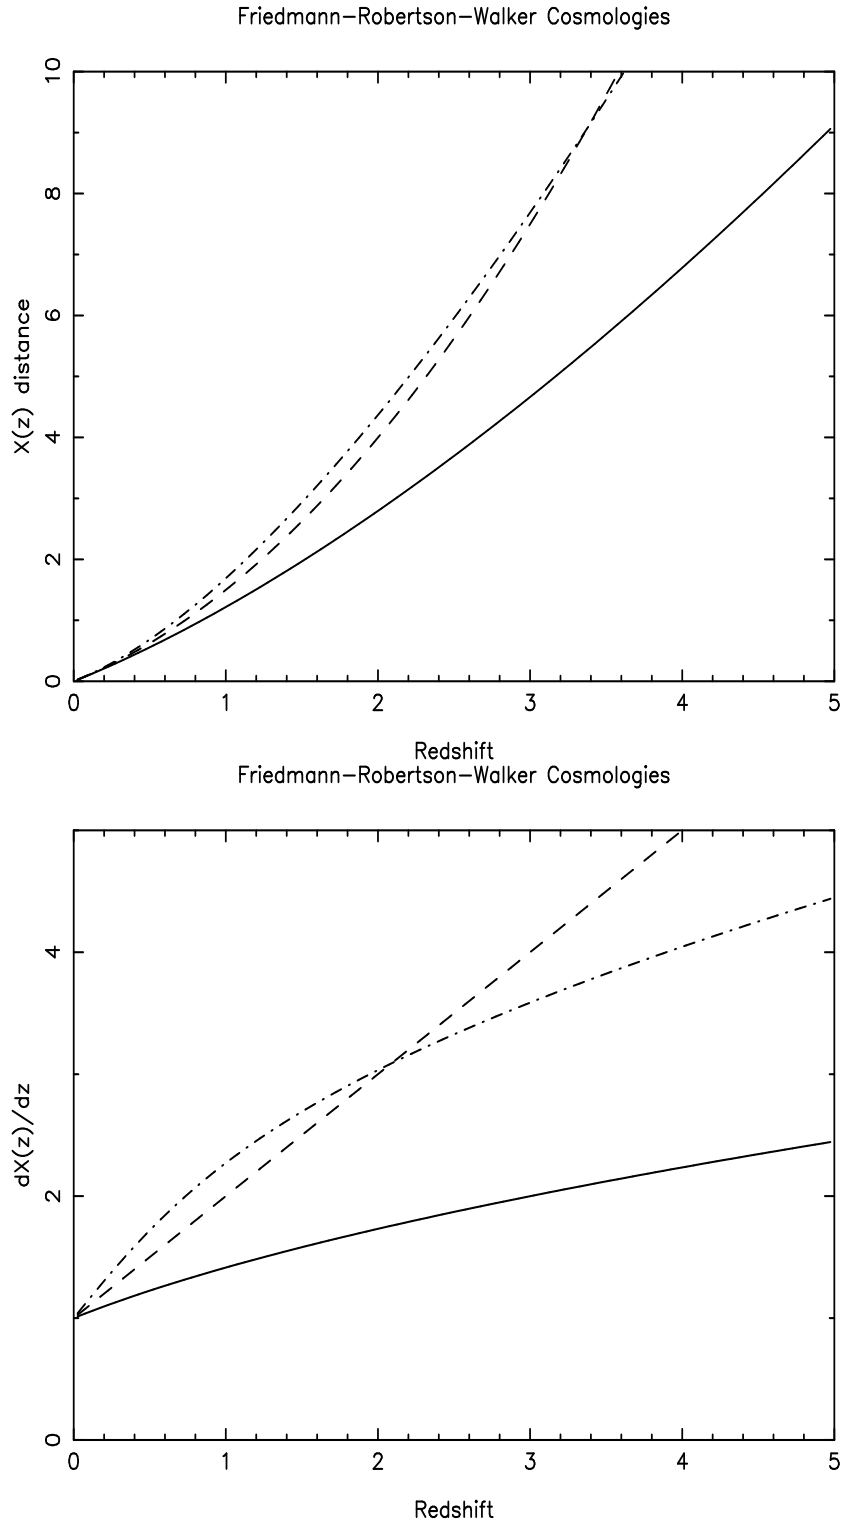 Friedmann-Robertson-Walker Cosmologies
10
8
6
4
2
0
X(z) distance
0 1 2 3 4 5
Redshift
Friedmann-Robertson-Walker Cosmologies
4
2
0
dX(z)/dz
0 1 2 3 4 5
Redshift